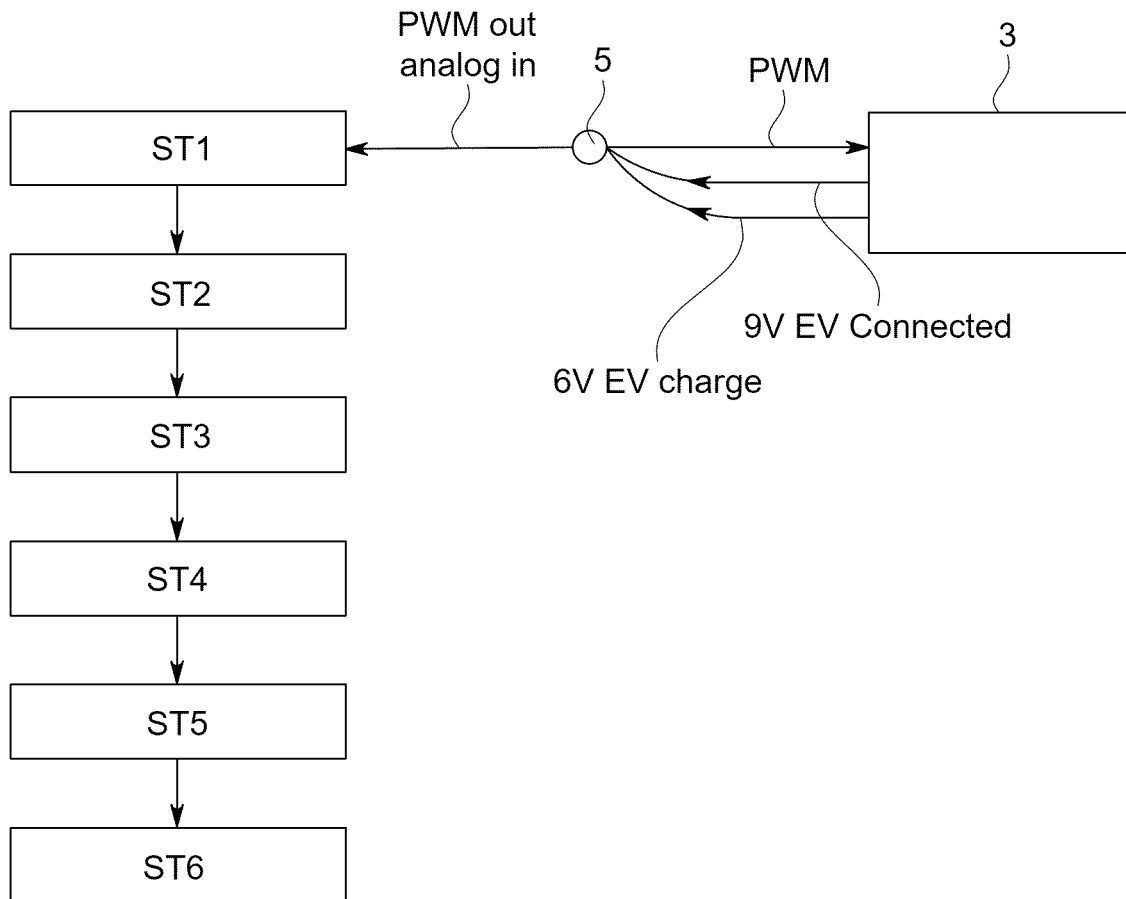 PWM out
analog in
5
PWM
3
ST1
ST2
9V EV Connected
6V EV charge
ST3
ST4
ST5
ST6